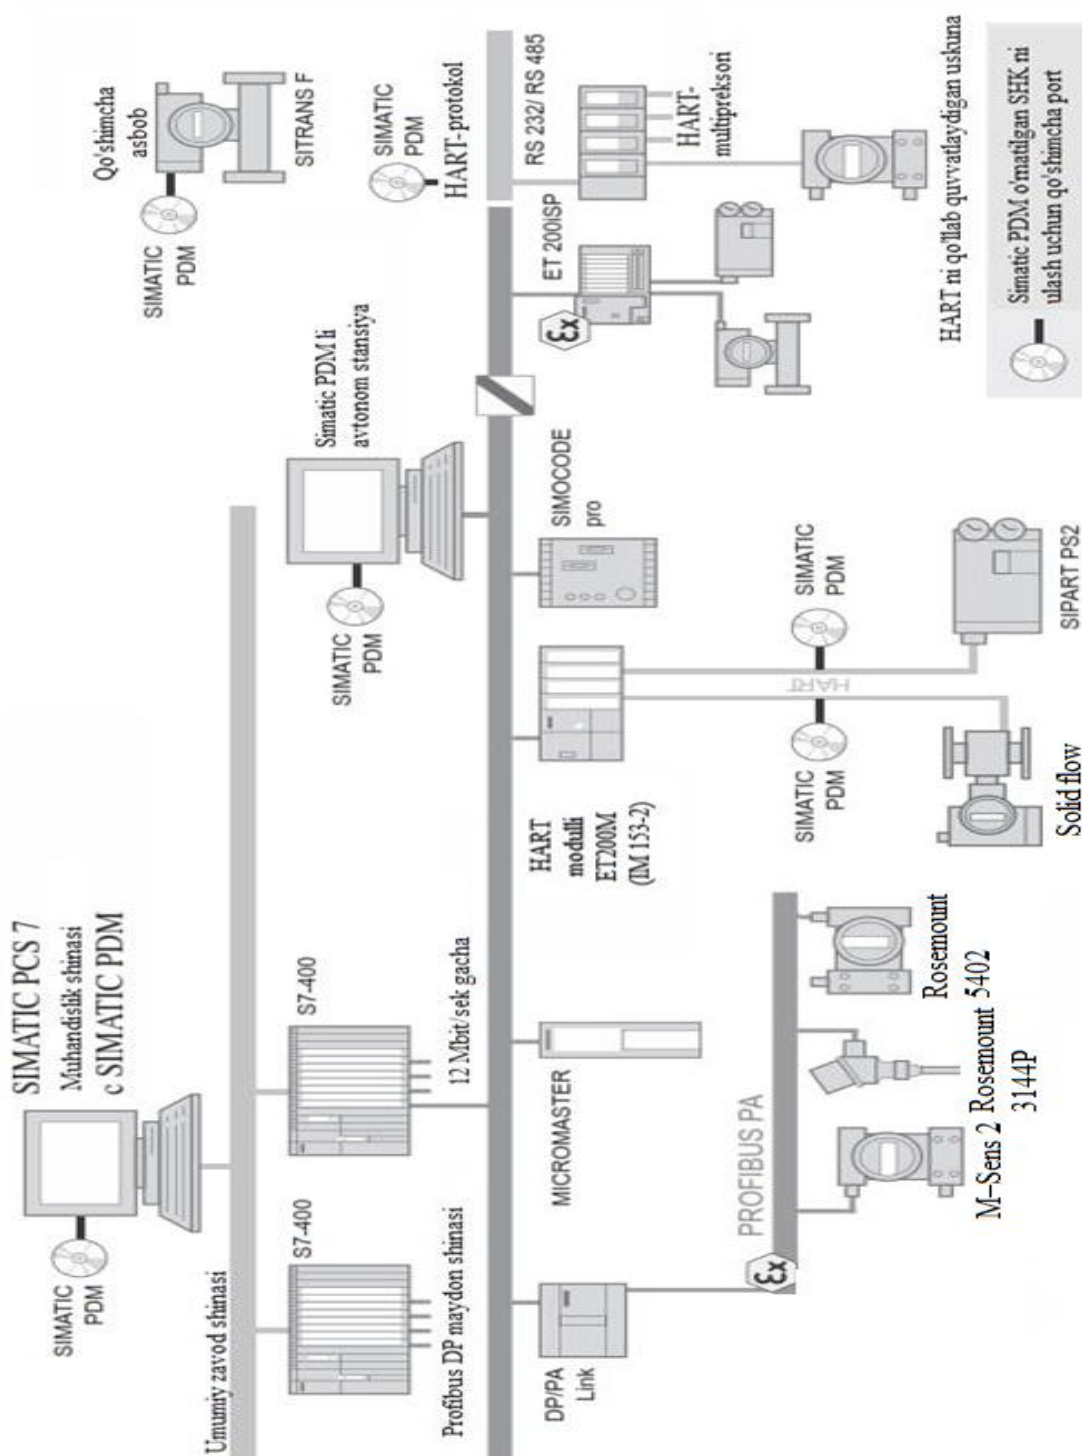 SIMATIC PCS 7
Muhandislik shinasi
c SIMATIC PDM
SIMATIC
PDM
Umumiy zavod shinasi
S7-400
S7-400
Profibus DP maydon shinasi
12 Mbit/sek gacha
Simatic PDM li
avtonom stansiya
SIMATIC
PDM
Qo'shimcha
asbob
SIMATIC
PDM
SITRANS F
SIMATIC
PDM
HART-protokol
DP/PA
Link
MICROMASTER
HART
modulli
ET200M
(IM 153-2)
SIMOCODE
pro
ET 200iSP
RS 232/ RS 485
Ɛx
HART-
multipreksori
HART ni qo'llab quvvatlaydigan uskuna
PROFIBUS PA
Ɛx
M–Sens 2
Rosemount
3144P
Rosemount
5402
SIMATIC
PDM
HART
SIMATIC
PDM
Solid flow
SIPART PS2
Simatic PDM o'rnatilgan SHK ni
ulash uchun qo'shimcha port